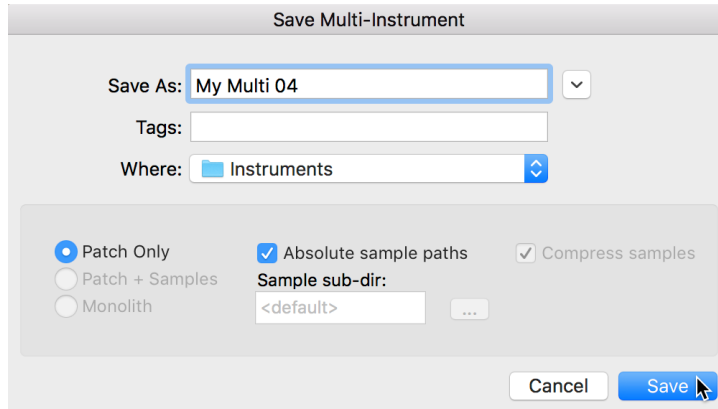 Save Multi-Instrument
Save As: My Multi 04
Tags:
Where: Instruments
Patch Only Absolute sample paths Compress samples
Patch + Samples Sample sub-dir:
Monolith <default> ...
Cancel Save